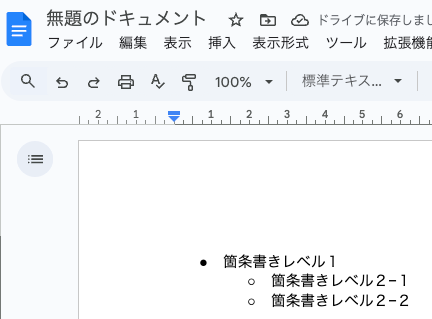 無題のドキュメント ドライブに保存しまし
ファイル 編集 表示 挿入 表示形式 ツール 拡張機能
100% 標準テキス...
2 1 1 2 3 4 5 6
● 箇条書きレベル１
○ 箇条書きレベル２−１
○ 箇条書きレベル２−２